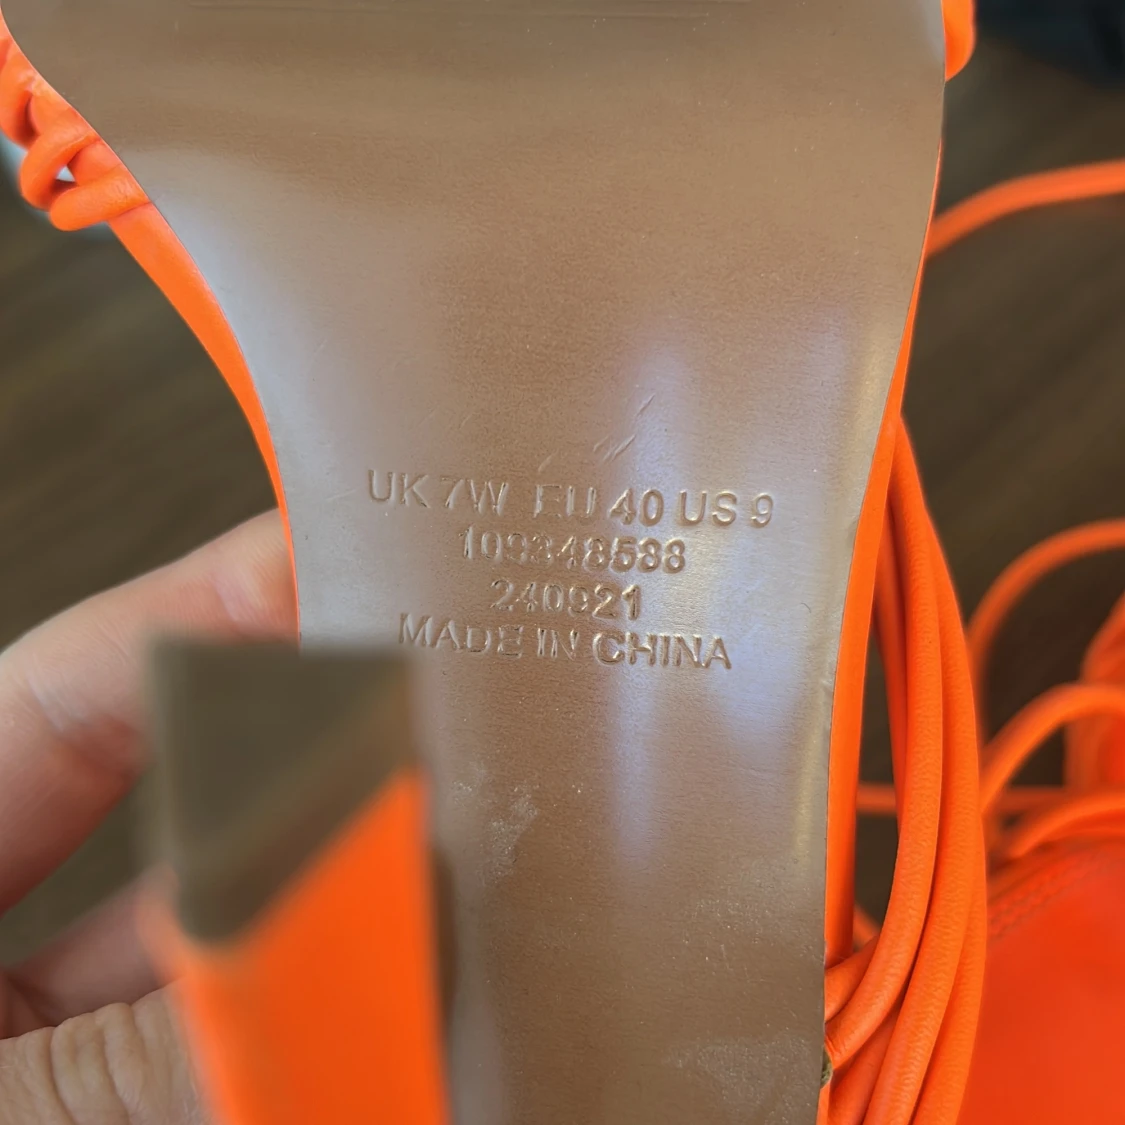 UK 7W EU 40 US 9
109348588
240921
MADE IN CHINA